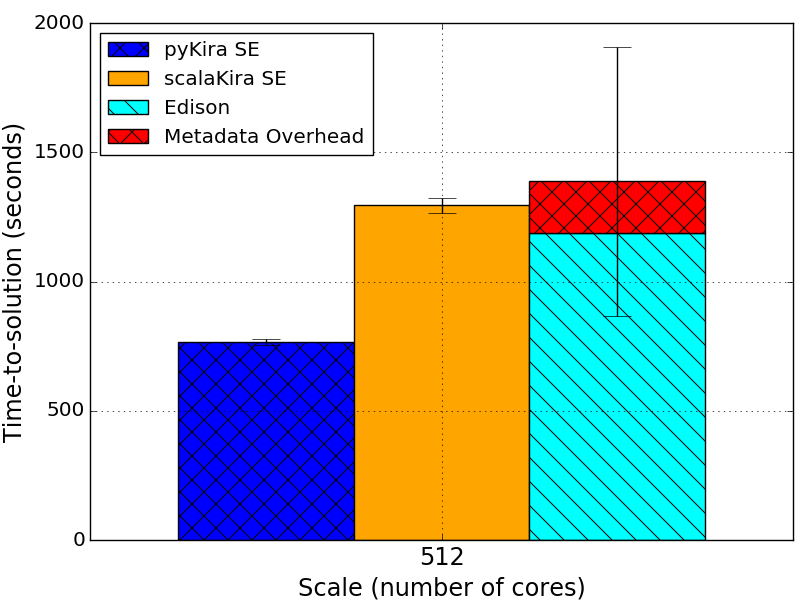 2000
1500
1000
500
0
Time-to-solution (seconds)
pyKira SE
scalaKira SE
Edison
Metadata Overhead
512
Scale (number of cores)